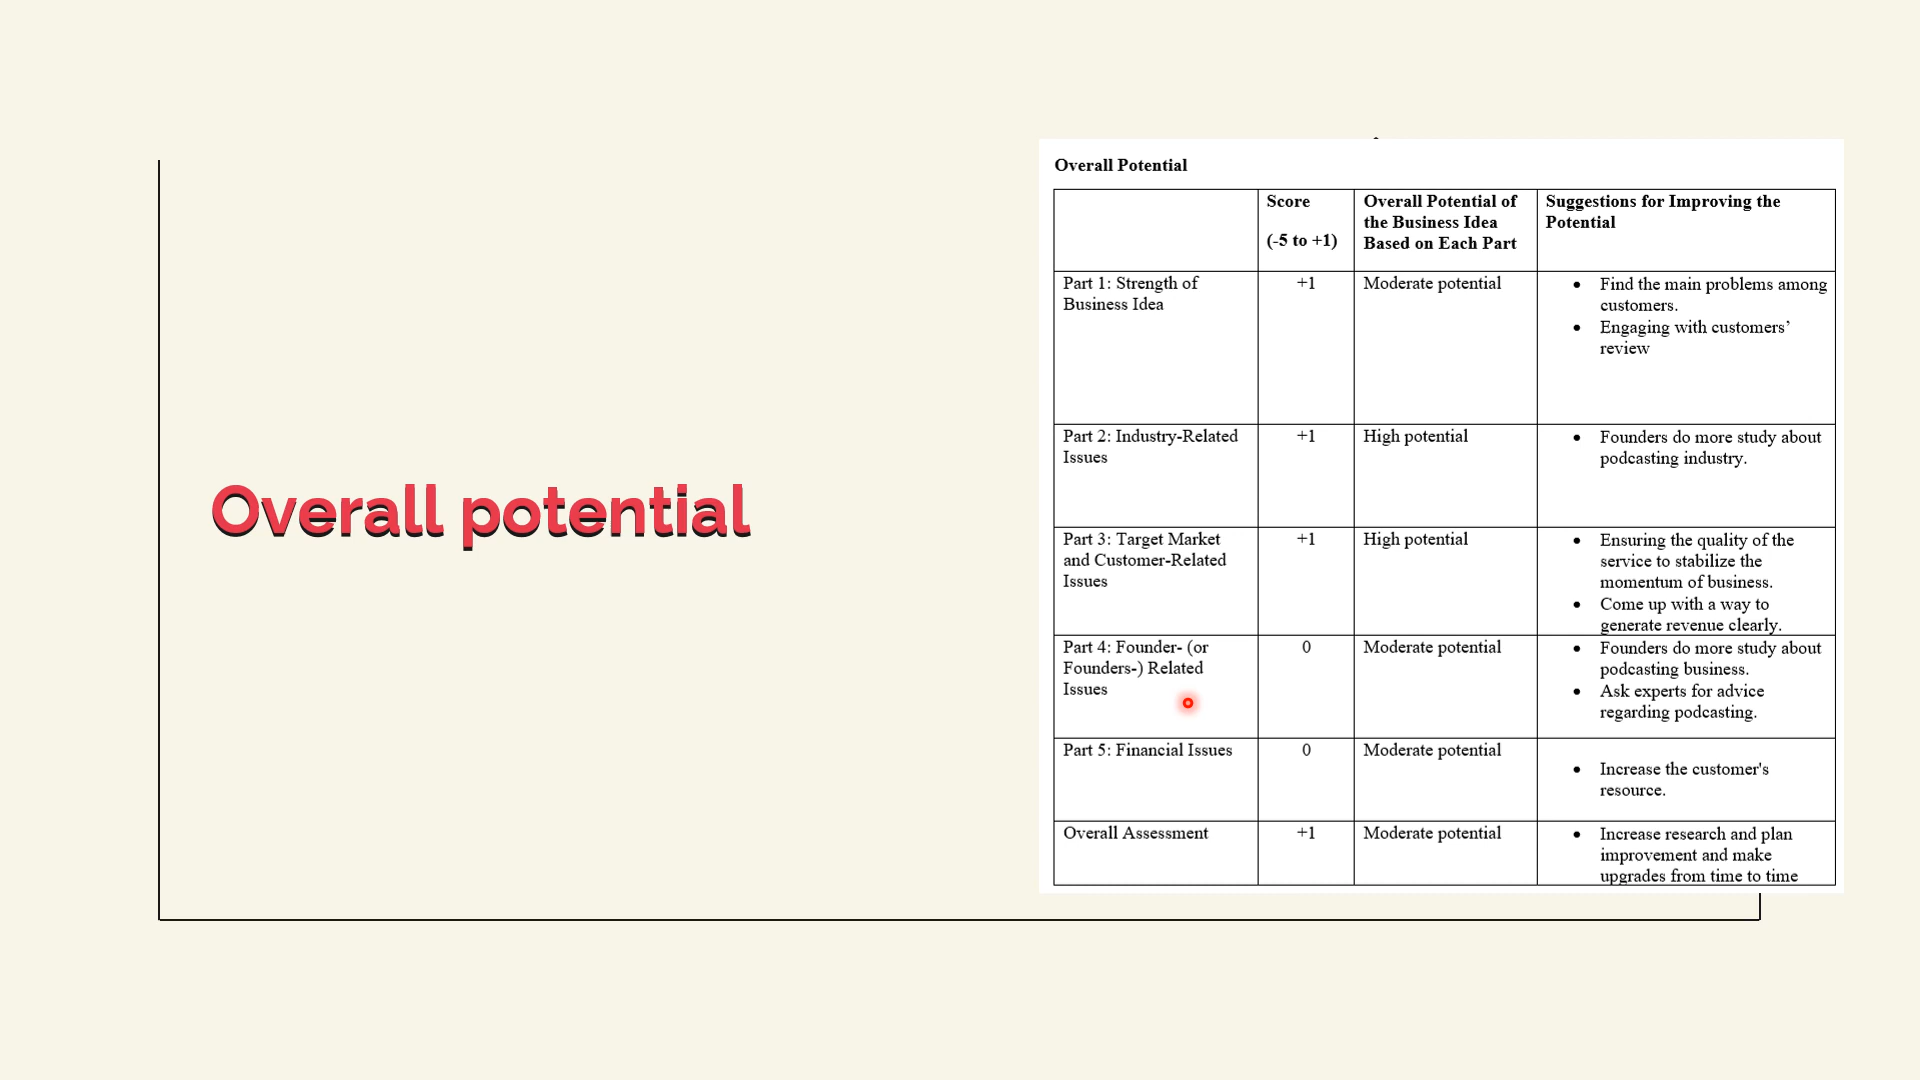 Overall potential
Overall Potential
Score
(-5 to +1)
Overall Potential of
the Business Idea
Based on Each Part
Suggestions for Improving the
Potential
Part 1: Strength of
Business Idea
+1
Moderate potential
• Find the main problems among
customers.
• Engaging with customers’
review
Part 2: Industry-Related
Issues
+1
High potential
• Founders do more study about
podcasting industry.
Part 3: Target Market
and Customer-Related
Issues
+1
High potential
• Ensuring the quality of the
service to stabilize the
momentum of business.
• Come up with a way to
generate revenue clearly.
Part 4: Founder- (or
Founders-) Related
Issues
0
Moderate potential
• Founders do more study about
podcasting business.
• Ask experts for advice
regarding podcasting.
Part 5: Financial Issues
0
Moderate potential
• Increase the customer's
resource.
Overall Assessment
+1
Moderate potential
• Increase research and plan
improvement and make
upgrades from time to time